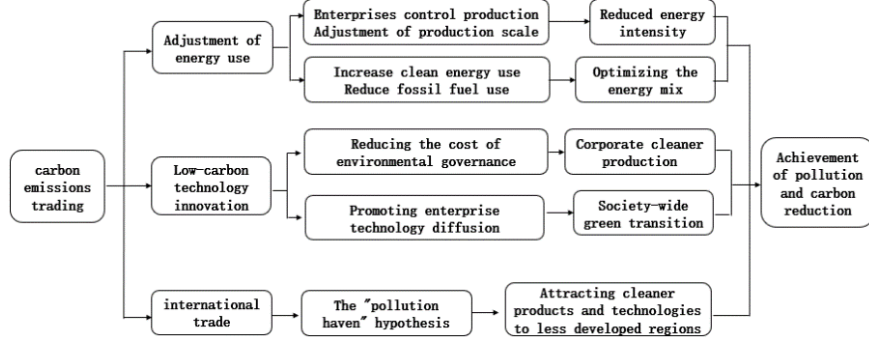 carbon
emissions
trading
Adjustment of
energy use
Enterprises control production
Adjustment of production scale
Reduced energy
intensity
Increase clean energy use
Reduce fossil fuel use
Optimizing the
energy mix
Low-carbon
technology
innovation
Reducing the cost of
environmental governance
Corporate cleaner
production
Promoting enterprise
technology diffusion
Society-wide
green transition
international
trade
The "pollution
haven" hypothesis
Attracting cleaner
products and technologies
to less developed regions
Achievement
of pollution
and carbon
reduction